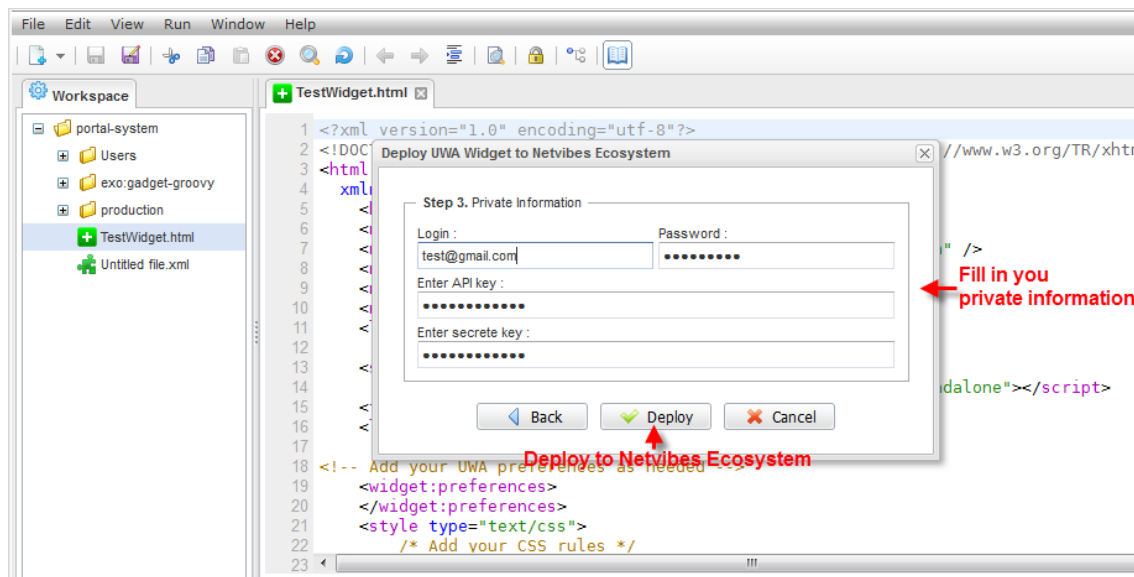 File Edit View Run Window Help
Workspace
TestWidget.html
portal-system
Users
exo:gadget-groovy
production
TestWidget.html
Untitled file.xml
1 <?xml version="1.0" encoding="utf-8"?>
2 <!DOC //www.w3.org/TR/xhtm
3 <html
4 xml
5 <
6 <
7 < " />
8 <
9 <
10 <
11 <
12
13 <s
14 dalone"></script>
15 <
16 <
17
18 <!-- Add your UWA preferences as needed -->
19 <widget:preferences>
20 </widget:preferences>
21 <style type="text/css">
22 /* Add your CSS rules */
23
Deploy UWA Widget to Netvibes Ecosystem
Step 3. Private Information
Login : Password :
test@gmail.com •••••••••
Enter API key :
••••••••••••
Enter secrete key :
••••••••••••
Back Deploy Cancel
Fill in you
private information
Deploy to Netvibes Ecosystem